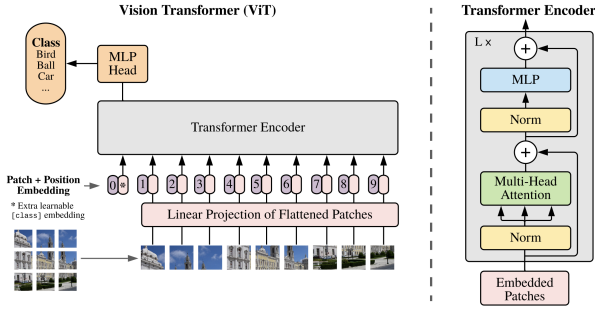 Vision Transformer (ViT)
Class
Bird
Ball
Car
...
MLP
Head
Transformer Encoder
Patch + Position
Embedding
0 * 1 2 3 4 5 6 7 8 9
* Extra learnable
[class] embedding
Linear Projection of Flattened Patches
Transformer Encoder
L x
+
MLP
Norm
+
Multi-Head
Attention
Norm
Embedded
Patches